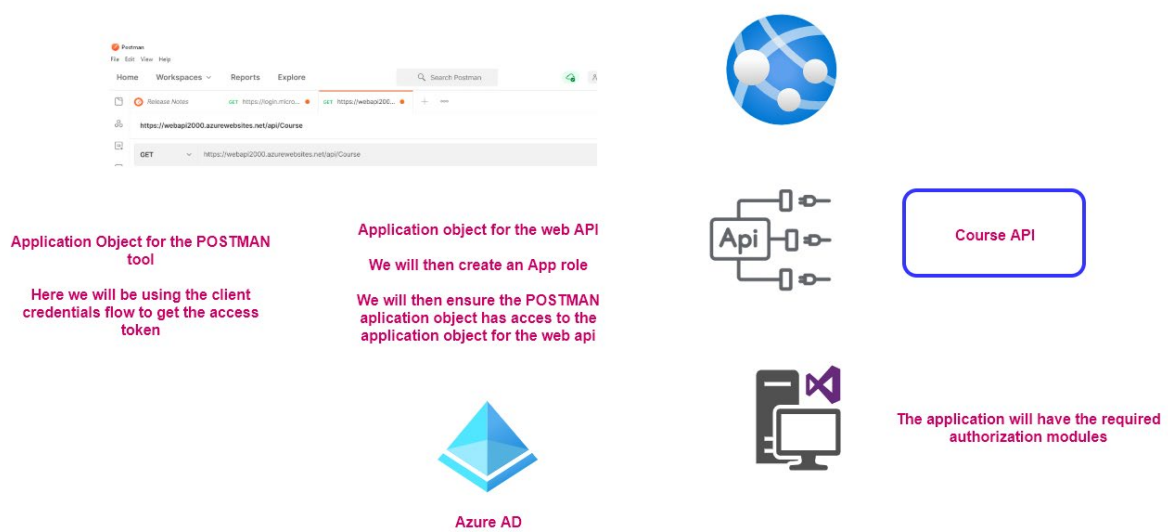 Postman
File Edit View Help
Home Workspaces Reports Explore Search Postman
Release Notes GET https://login.micro... GET https://webapi200...
https://webapi2000.azurewebsites.net/api/Course
GET https://webapi2000.azurewebsites.net/api/Course
Application Object for the POSTMAN
tool
Here we will be using the client
credentials flow to get the access
token
Application object for the web API
We will then create an App role
We will then ensure the POSTMAN
aplication object has acces to the
application object for the web api
Api
Course API
The application will have the required
authorization modules
Azure AD